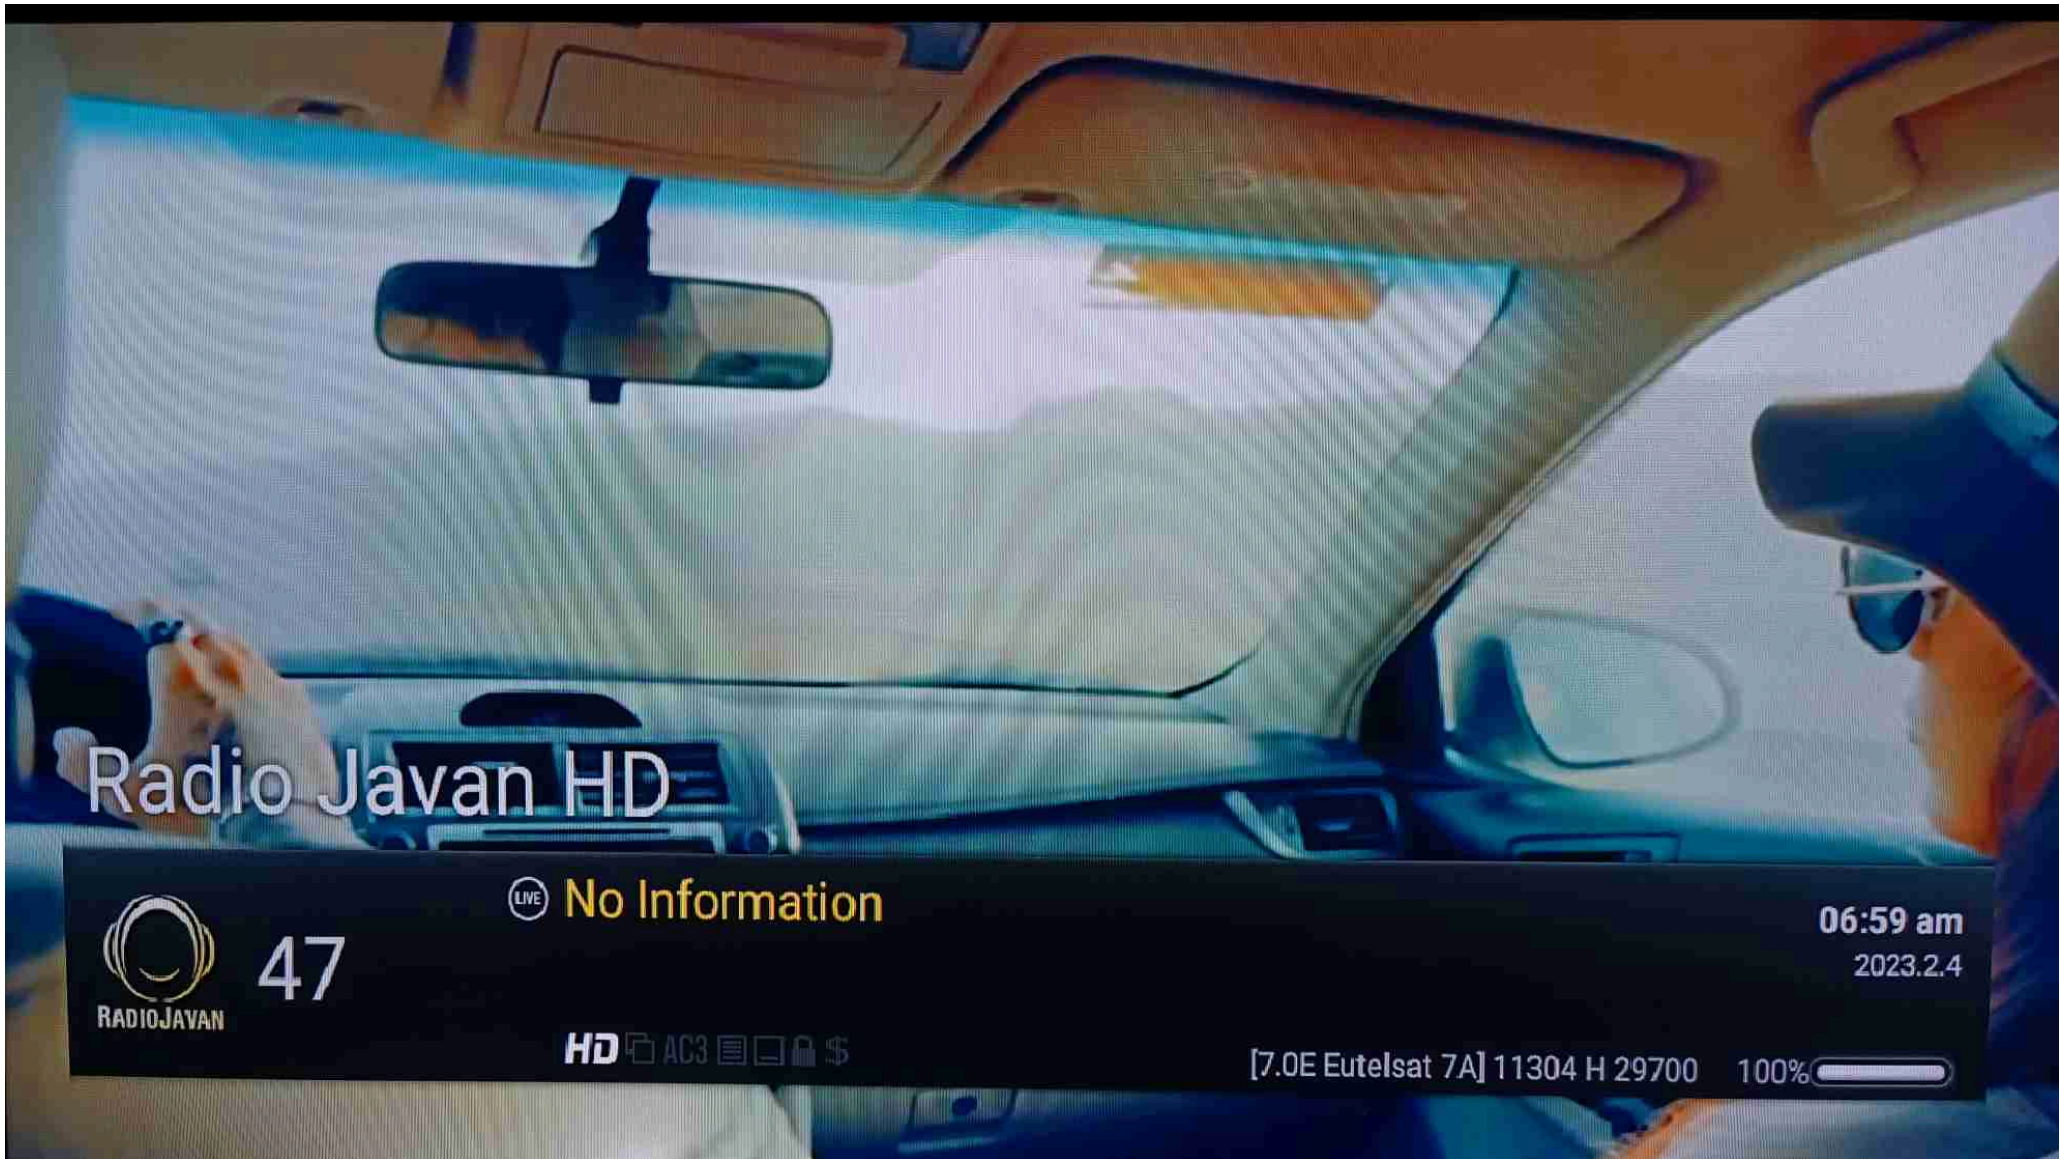 Radio Javan HD
LIVE No Information
06:59 am
47
2023.2.4
RADIOJAVAN
HD AC3 $
[7.0E Eutelsat 7A] 11304 H 29700 100%